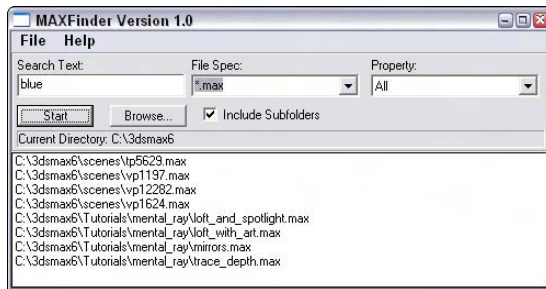 MAXFinder Version 1.0
File Help
Search Text: File Spec: Property:
blue *.max All
Start Browse... Include Subfolders
Current Directory: C:\3dsmax6
C:\3dsmax6\scenes\tp5629.max
C:\3dsmax6\scenes\vp1197.max
C:\3dsmax6\scenes\vp12282.max
C:\3dsmax6\scenes\vp1624.max
C:\3dsmax6\Tutorials\mental_ray\loft_and_spotlight.max
C:\3dsmax6\Tutorials\mental_ray\loft_with_art.max
C:\3dsmax6\Tutorials\mental_ray\mirrors.max
C:\3dsmax6\Tutorials\mental_ray\trace_depth.max